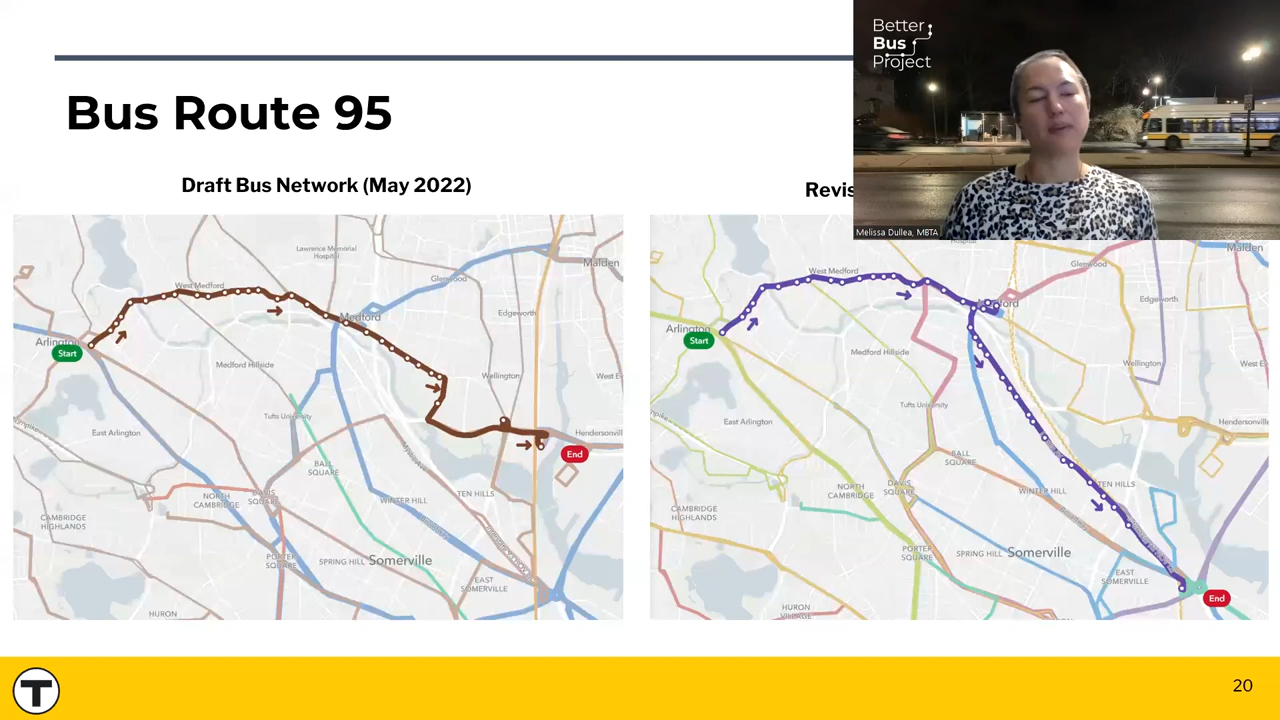 Better
Bus
Project
Bus Route 95
Draft Bus Network (May 2022)
Revis
Melissa Dullea, MBTA
Lawrence Memorial
Hospital
Malden
Glenwood
West Medford
Edgeworth
Medford
Arlington
Start
Medford Hillside
Wellington
West E
Tufts University
East Arlington
Hendersonvil
End
BALL
SQUARE
NORTH
CAMBRIDGE
DAVIS
SQUARE
WINTER HILL
TEN HILLS
CAMBRIDGE
HIGHLANDS
PORTER
SQUARE
SPRING HILL
Somerville
EAST
SOMERVILLE
HURON
Hospital
Malden
Glenwood
West Medford
Edgeworth
Medford
Arlington
Start
Medford Hillside
Wellington
West E
Tufts University
East Arlington
Hendersonv
BALL
SQUARE
NORTH
CAMBRIDGE
DAVIS
SQUARE
WINTER HILL
TEN HILLS
CAMBRIDGE
HIGHLANDS
PORTER
SQUARE
SPRING HILL
Somerville
EAST
SOMERVILLE
End
HURON
VILLAGE
T
20